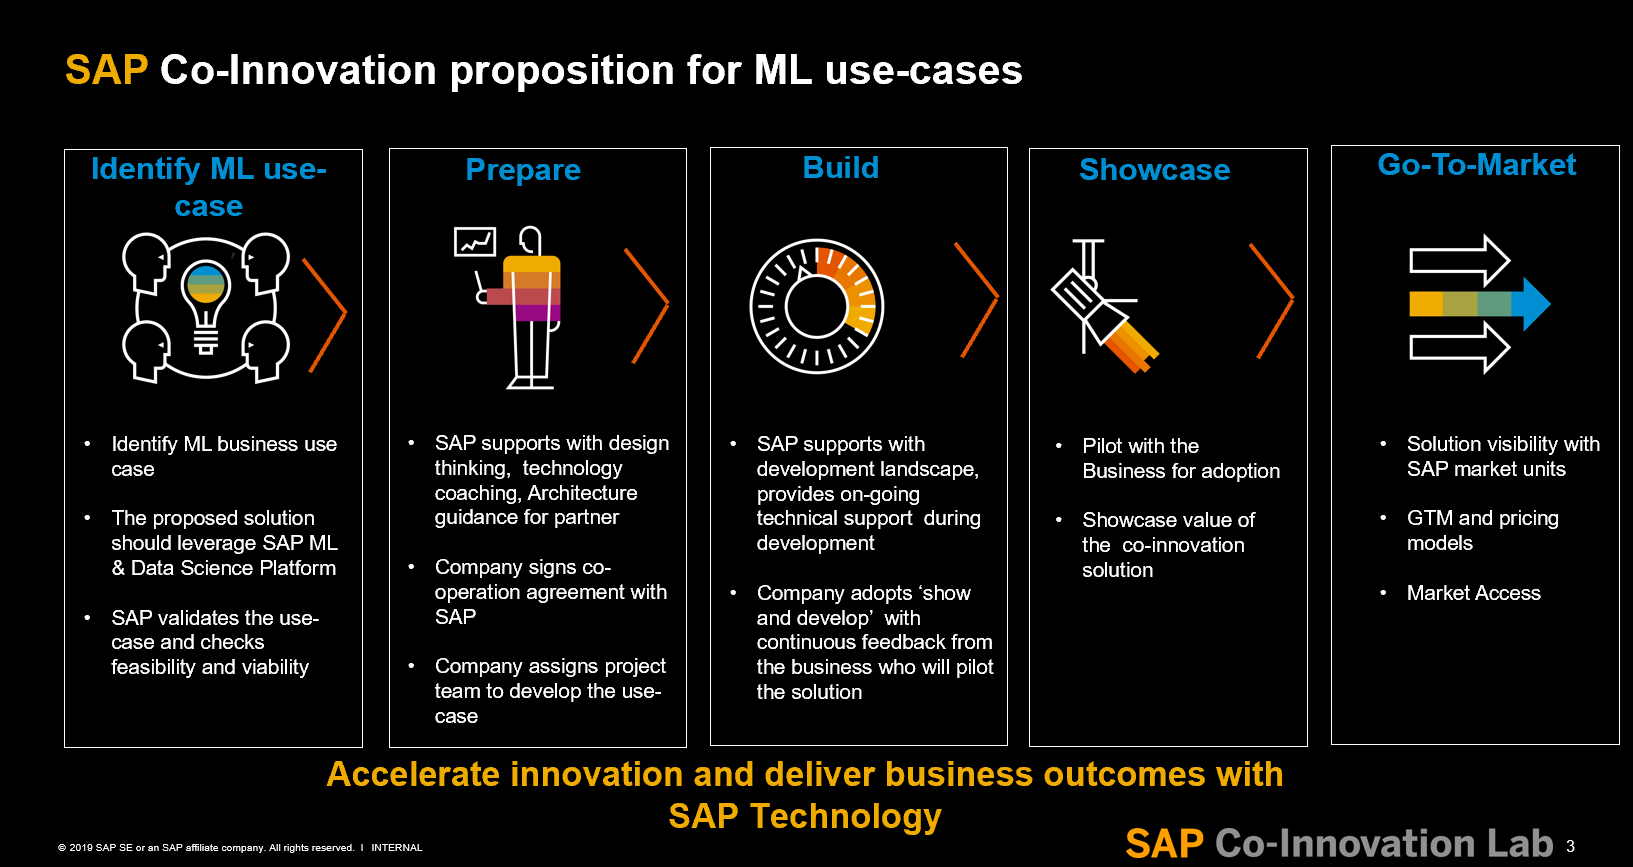 SAP Co-Innovation proposition for ML use-cases
Identify ML use-
case
• Identify ML business use
case
• The proposed solution
should leverage SAP ML
& Data Science Platform
• SAP validates the use-
case and checks
feasibility and viability
Prepare
• SAP supports with design
thinking, technology
coaching, Architecture
guidance for partner
• Company signs co-
operation agreement with
SAP
• Company assigns project
team to develop the use-
case
Build
• SAP supports with
development landscape,
provides on-going
technical support during
development
• Company adopts ‘show
and develop’ with
continuous feedback from
the business who will pilot
the solution
Showcase
• Pilot with the
Business for adoption
• Showcase value of
the co-innovation
solution
Go-To-Market
• Solution visibility with
SAP market units
• GTM and pricing
models
• Market Access
Accelerate innovation and deliver business outcomes with
SAP Technology
© 2019 SAP SE or an SAP affiliate company. All rights reserved. I INTERNAL
SAP Co-Innovation Lab 3